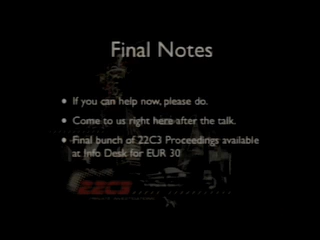 Final Notes
• If you can help now, please do.
• Come to us right here after the talk.
• Final bunch of 22C3 Proceedings available
at Info Desk for EUR 30
22C3